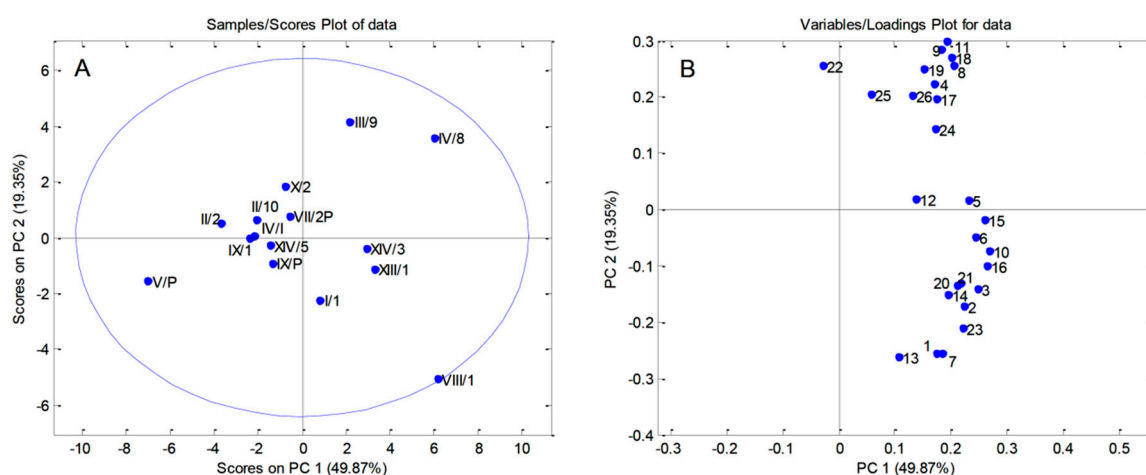 Samples/Scores Plot of data
A
6
4
2
0
-2
-4
-6
Scores on PC 2 (19.35%)
III/9
IV/8
X/2
II/10
VII/2P
II/2
IV/I
IX/1
XIV/5
XIV/3
IX/P
XIII/1
V/P
I/1
VIII/1
-10 -8 -6 -4 -2 0 2 4 6 8 10
Scores on PC 1 (49.87%)
Variables/Loadings Plot for data
B
0.3
0.2
0.1
0
-0.1
-0.2
-0.3
-0.4
PC 2 (19.35%)
11
9
18
22
19
8
4
25
26
17
24
12
5
15
6
10
16
20
21
3
14
2
23
1
13
7
-0.3 -0.2 -0.1 0 0.1 0.2 0.3 0.4 0.5
PC 1 (49.87%)